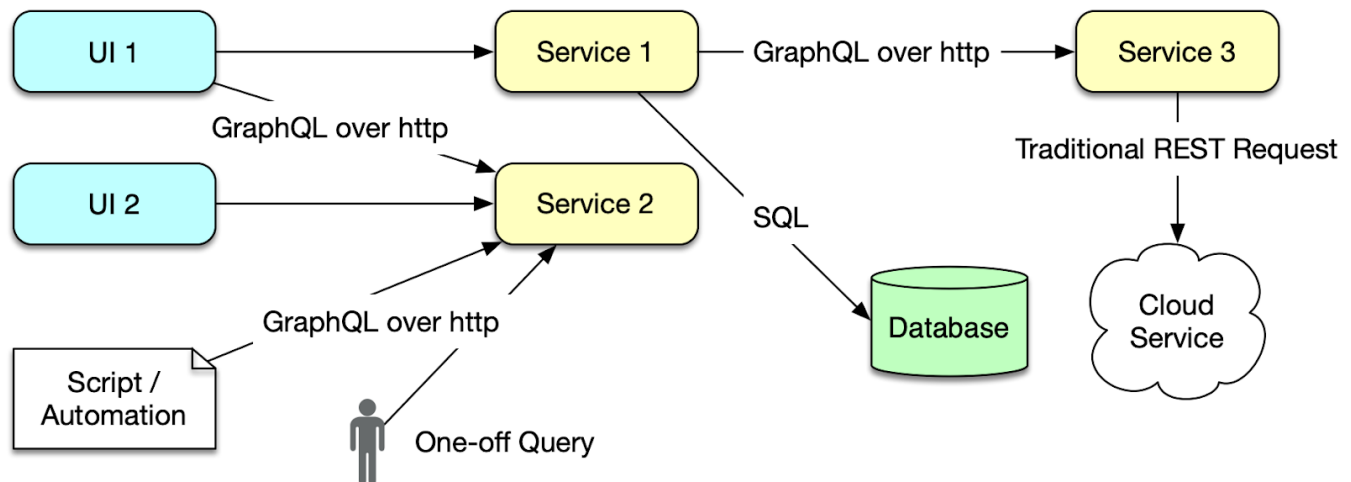 UI 1
Service 1
GraphQL over http
Service 3
GraphQL over http
Traditional REST Request
UI 2
Service 2
SQL
GraphQL over http
Database
Cloud
Service
Script /
Automation
One-off Query